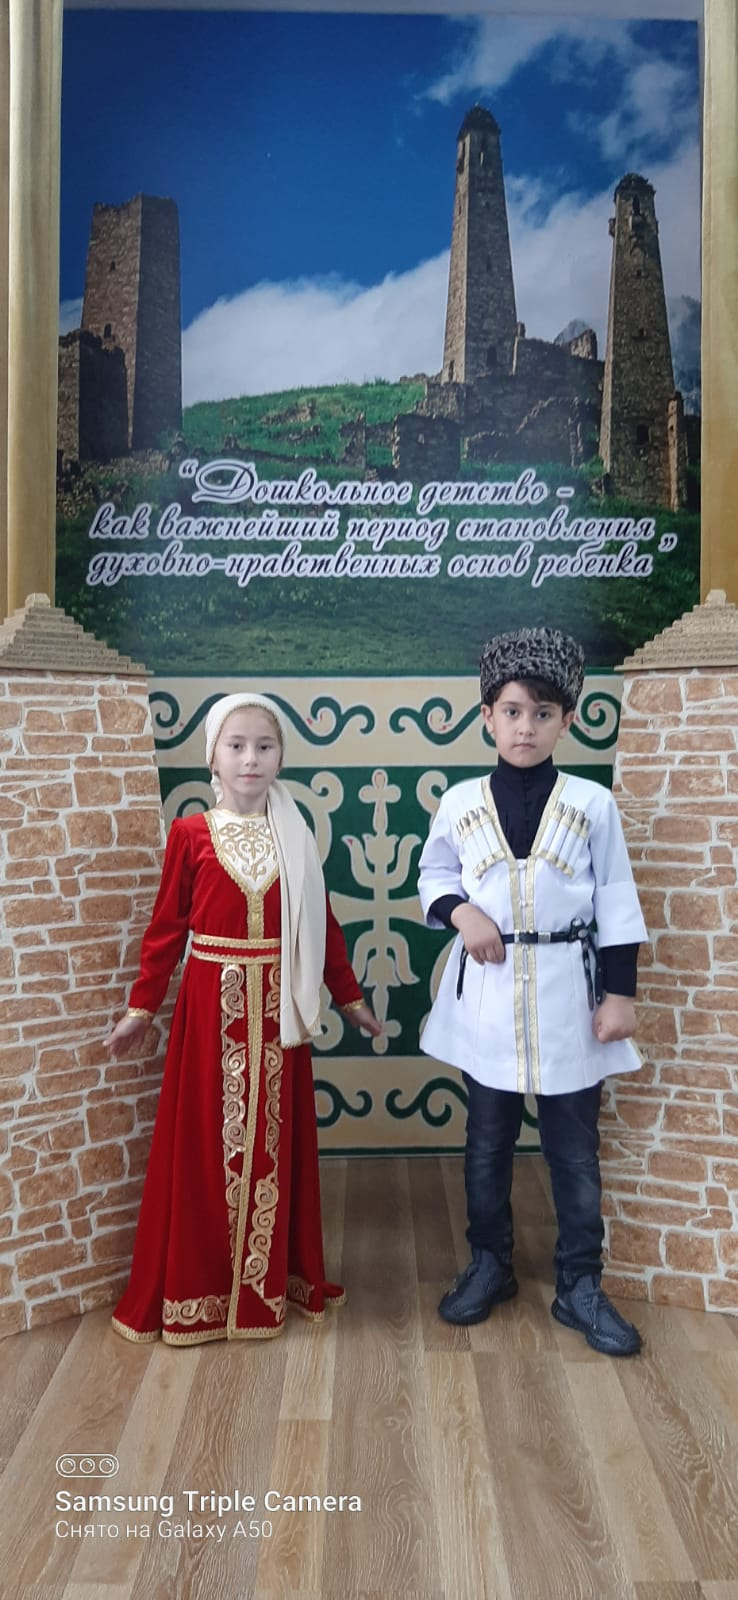 “Дошкольное детство -
как важнейший период становления
духовно-нравственных основ ребенка”
Samsung Triple Camera
Снято на Galaxy A50